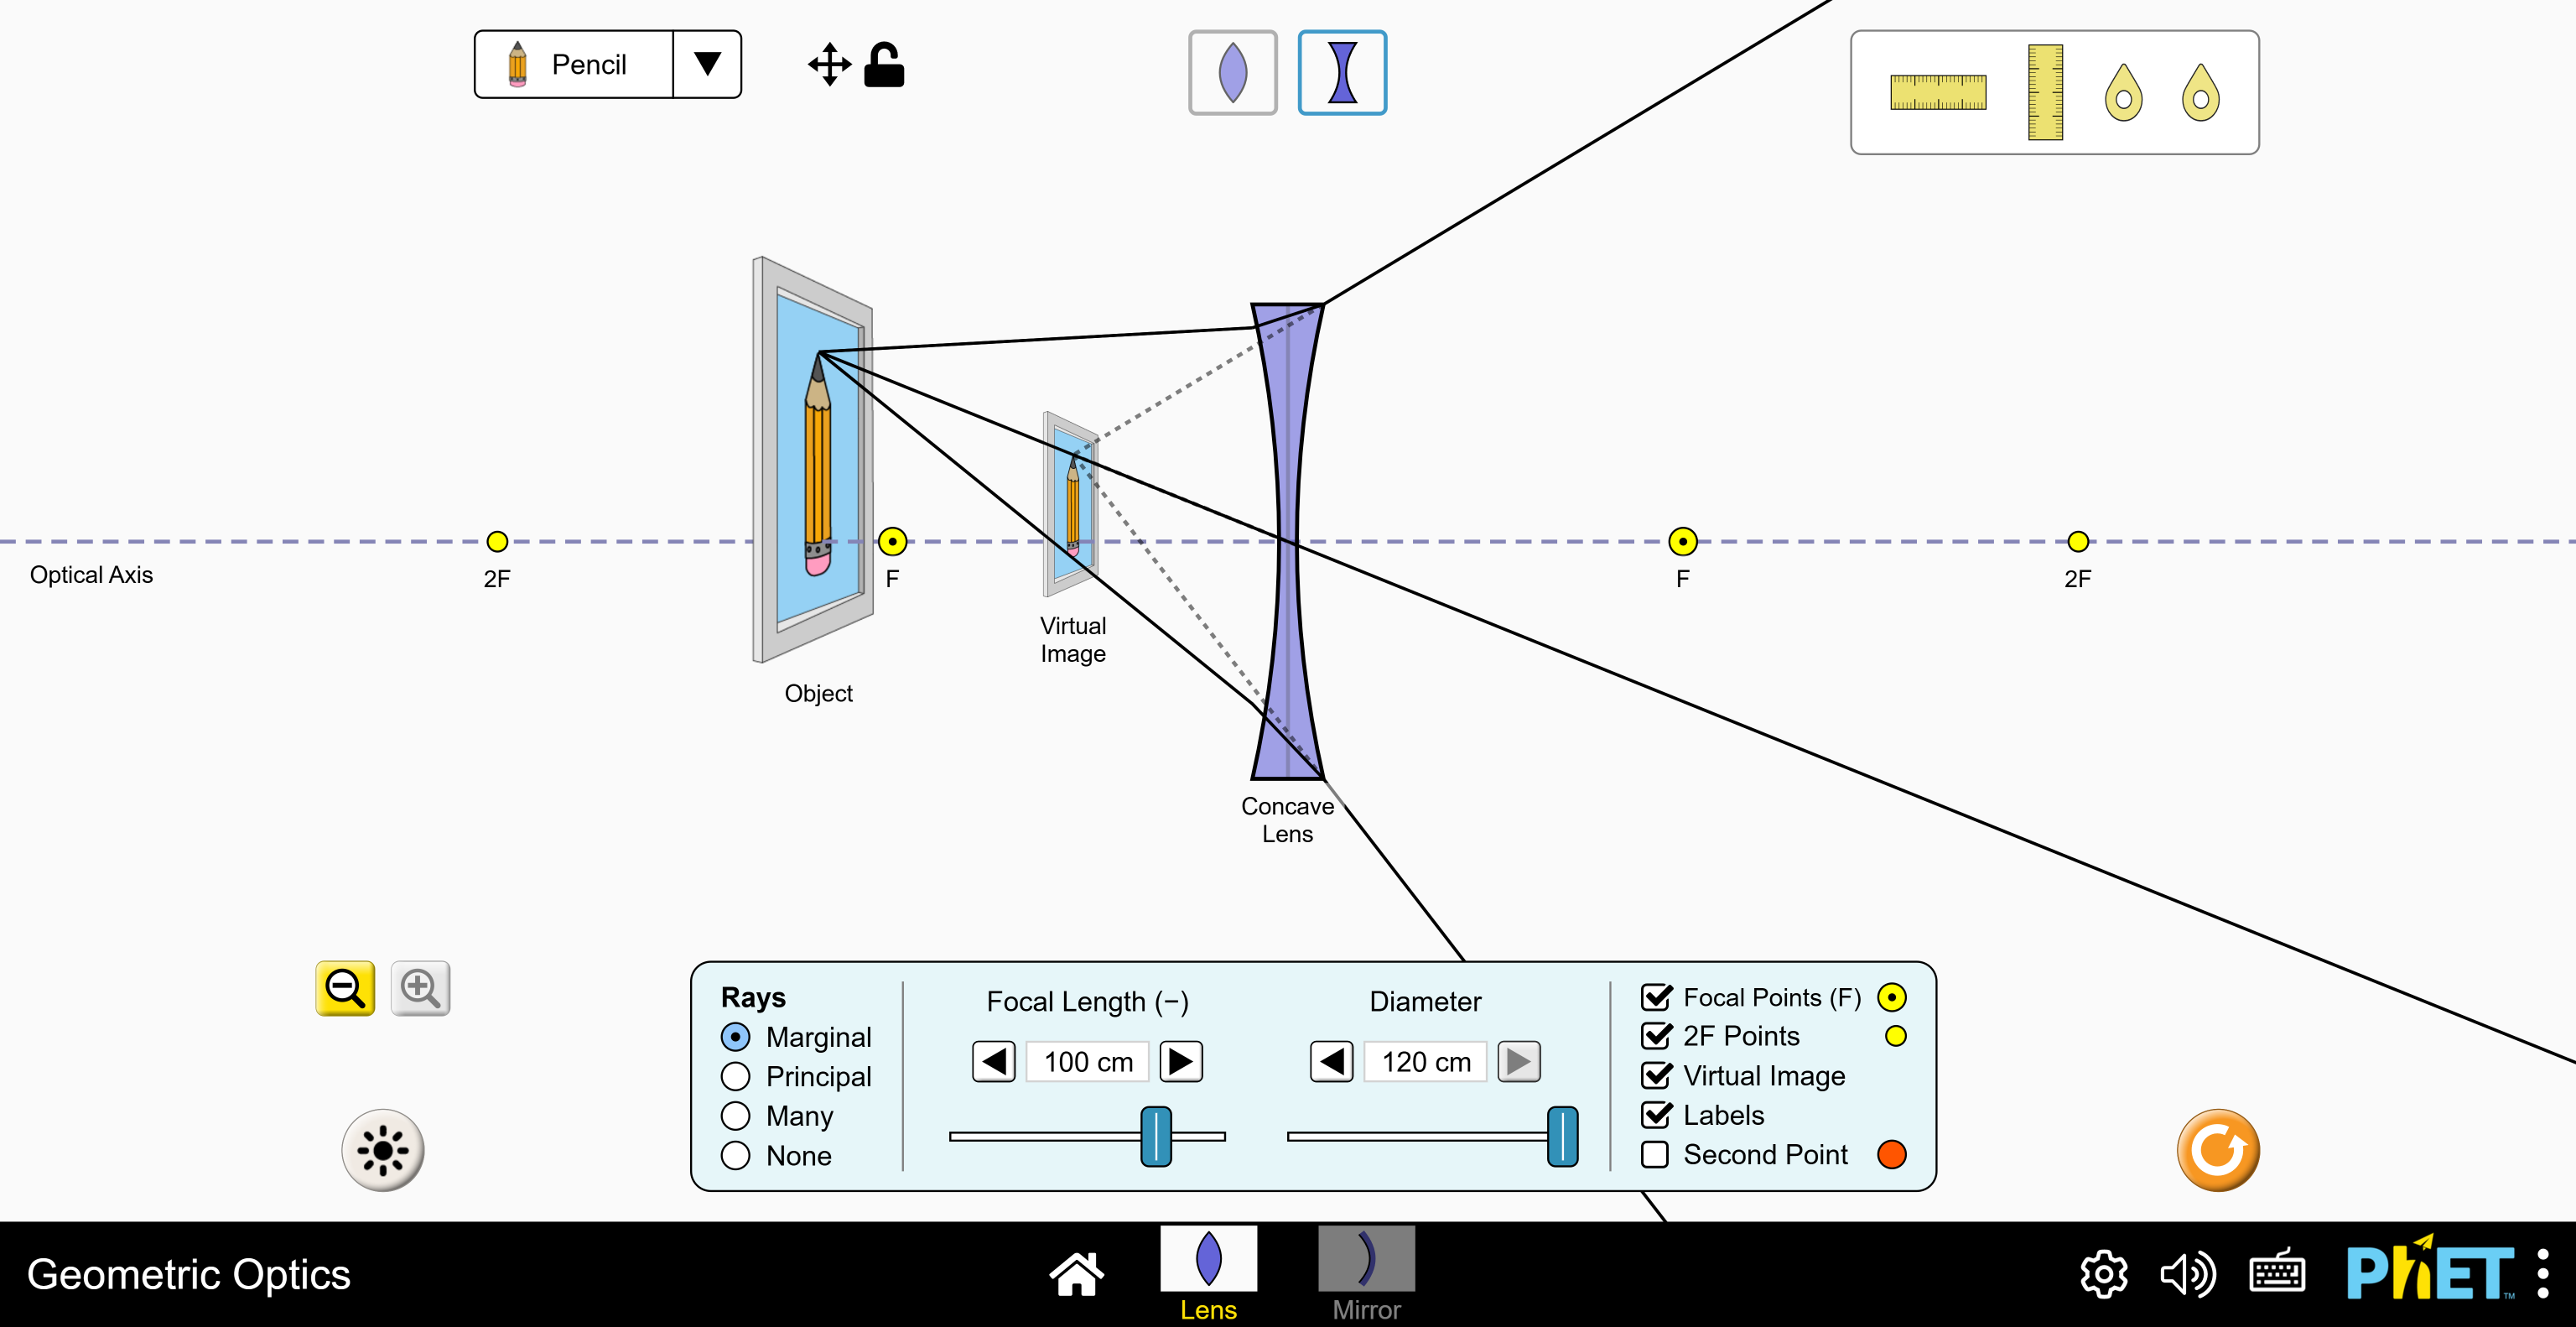 Pencil
Optical Axis
2F
F
F
2F
Virtual
Image
Object
Concave
Lens
Rays
Marginal
Principal
Many
None
Focal Length (−)
100 cm
Diameter
120 cm
Focal Points (F)
2F Points
Virtual Image
Labels
Second Point
Geometric Optics
Lens
Mirror
PhET™